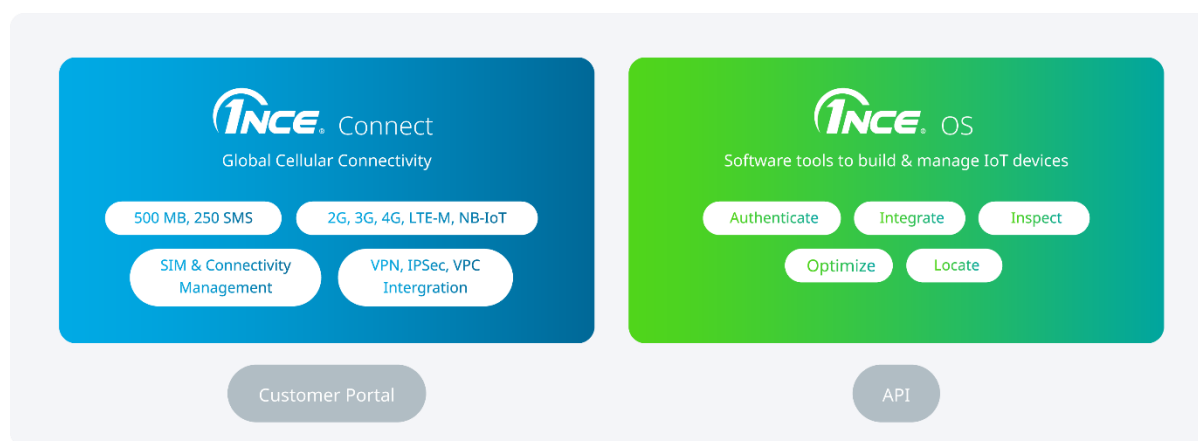 1NCE® Connect
Global Cellular Connectivity
500 MB, 250 SMS
2G, 3G, 4G, LTE-M, NB-IoT
SIM & Connectivity
Management
VPN, IPSec, VPC
Intergration
Customer Portal
1NCE® OS
Software tools to build & manage IoT devices
Authenticate
Integrate
Inspect
Optimize
Locate
API